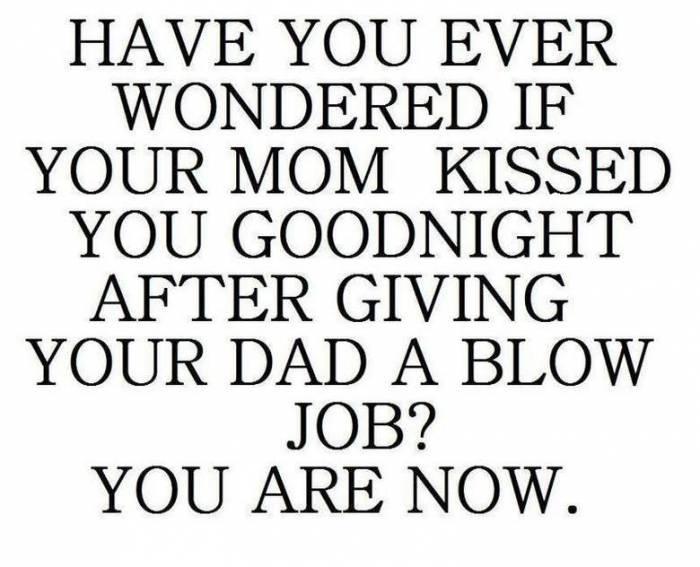 HAVE YOU EVER
WONDERED IF
YOUR MOM KISSED
YOU GOODNIGHT
AFTER GIVING
YOUR DAD A BLOW
JOB?
YOU ARE NOW.